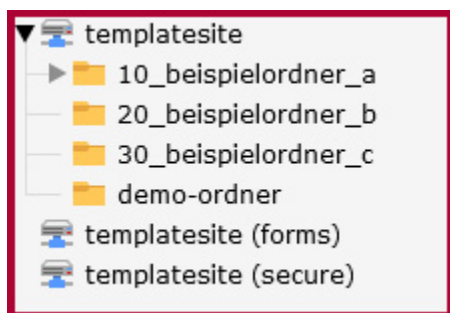 templatesite
10_beispielordner_a
20_beispielordner_b
30_beispielordner_c
demo-ordner
templatesite (forms)
templatesite (secure)